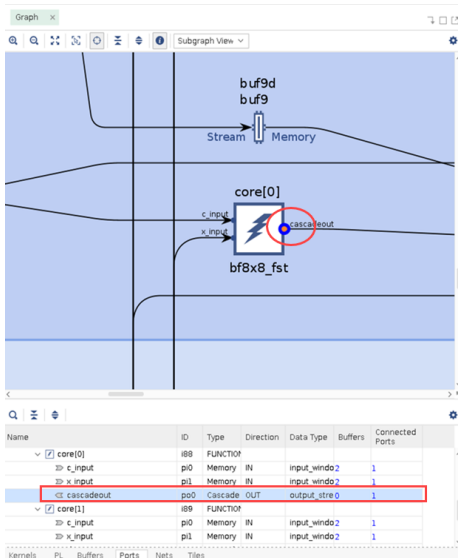 Graph ×
Subgraph View
buf9d
buf9
Stream Memory
core[0]
c_input
cascadeout
x_input
bf8x8_fst
Name ID Type Direction Data Type Buffers Connected Ports
core[0] i88 FUNCTION
c_input pi0 Memory IN input_windo 2 1
x_input pi1 Memory IN input_windo 2 1
cascadeout po0 Cascade OUT output_stre 0 1
core[1] i89 FUNCTION
c_input pi0 Memory IN input_windo 2 1
x_input pi1 Memory IN input_windo 2 1
Kernels PL Buffers Ports Nets Tiles